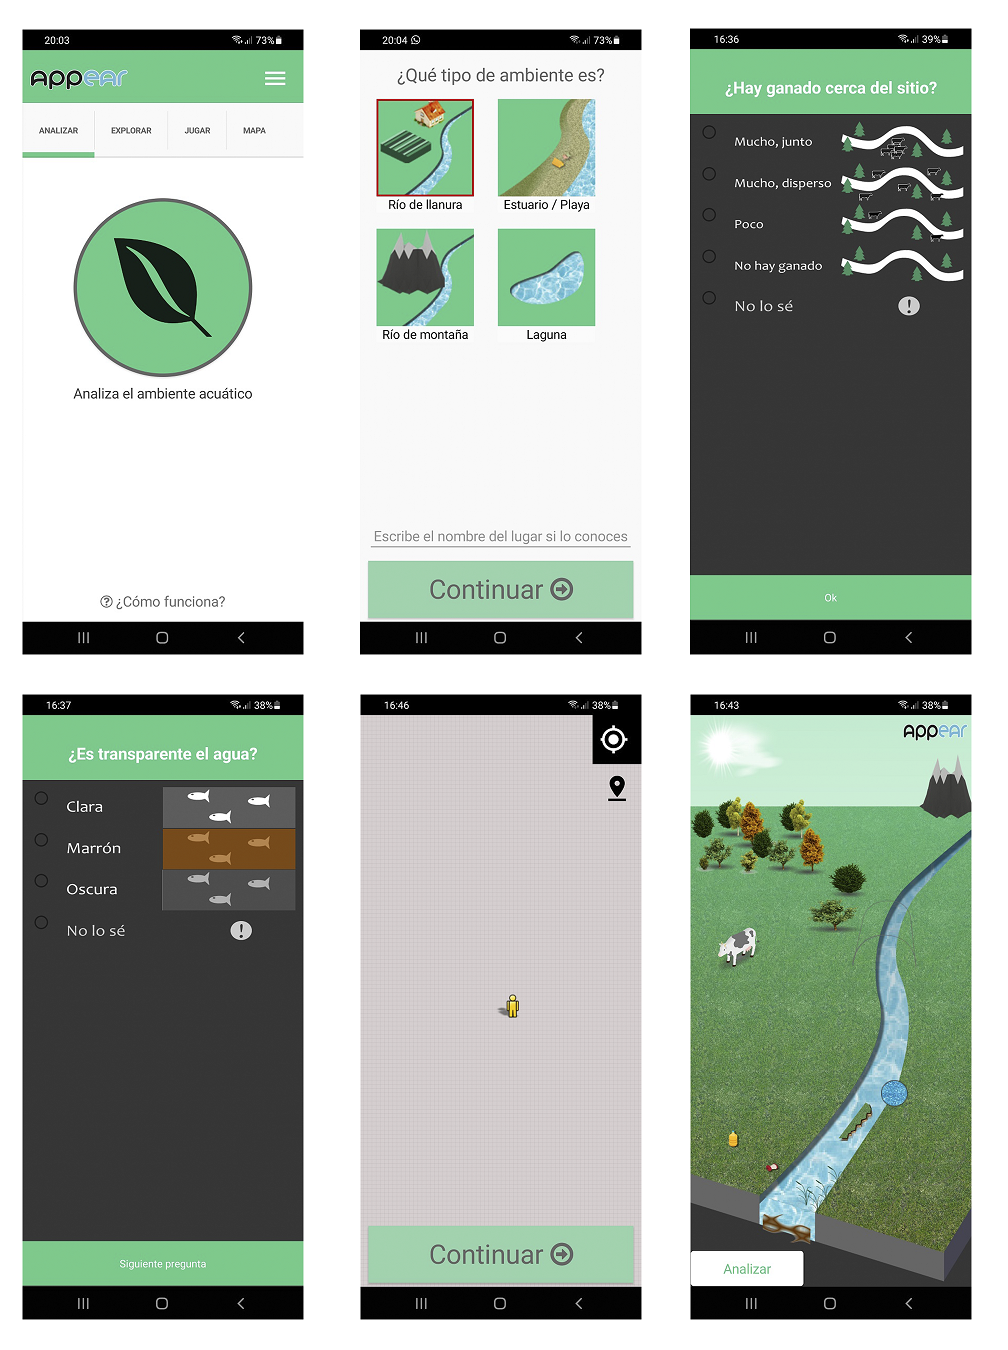 20:03
73%
appear
ANALIZAR
EXPLORAR
JUGAR
MAPA
Analiza el ambiente acuático
¿Cómo funciona?
20:04
73%
¿Qué tipo de ambiente es?
Río de llanura
Estuario / Playa
Río de montaña
Laguna
Escribe el nombre del lugar si lo conoces
Continuar
16:36
39%
¿Hay ganado cerca del sitio?
Mucho, junto
Mucho, disperso
Poco
No hay ganado
No lo sé
Ok
16:37
38%
¿Es transparente el agua?
Clara
Marrón
Oscura
No lo sé
Siguiente pregunta
16:46
38%
Continuar
16:43
38%
appear
Analizar